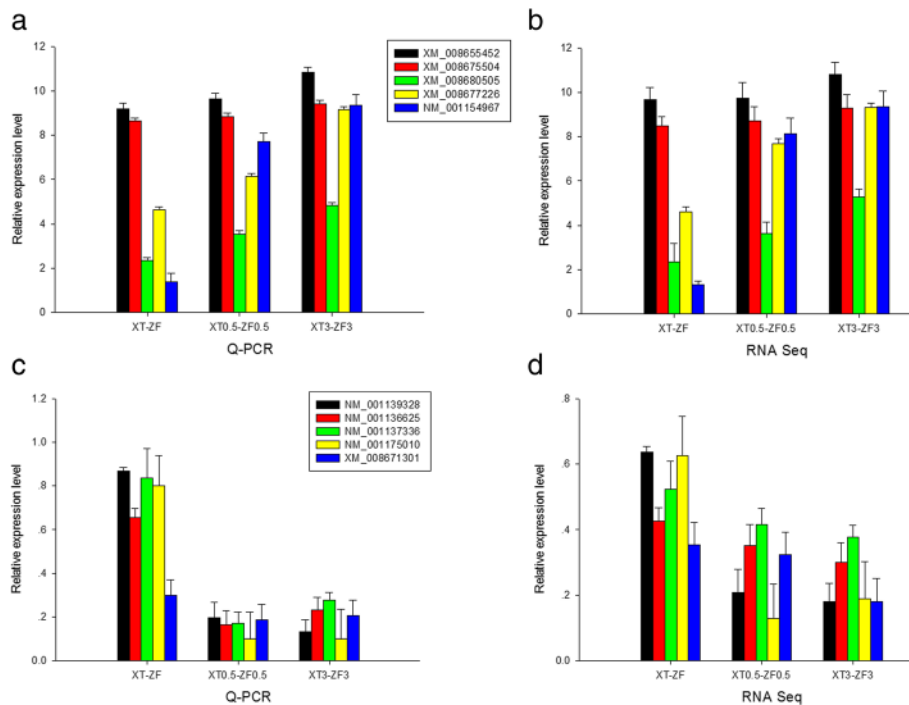 a
12
10
8
6
4
2
0
Relative expression level
XM_008655452
XM_008675504
XM_008680505
XM_008677226
NM_001154967
XT-ZF
XT0.5-ZF0.5
XT3-ZF3
Q-PCR
b
12
10
8
6
4
2
0
Relative expression level
XT-ZF
XT0.5-ZF0.5
XT3-ZF3
RNA Seq
c
1.2
1.0
.8
.6
.4
.2
0.0
Relative expression level
NM_001139328
NM_001136625
NM_001137336
NM_001175010
XM_008671301
XT-ZF
XT0.5-ZF0.5
XT3-ZF3
Q-PCR
d
.8
.6
.4
.2
0.0
Relative expression level
XT-ZF
XT0.5-ZF0.5
XT3-ZF3
RNA Seq